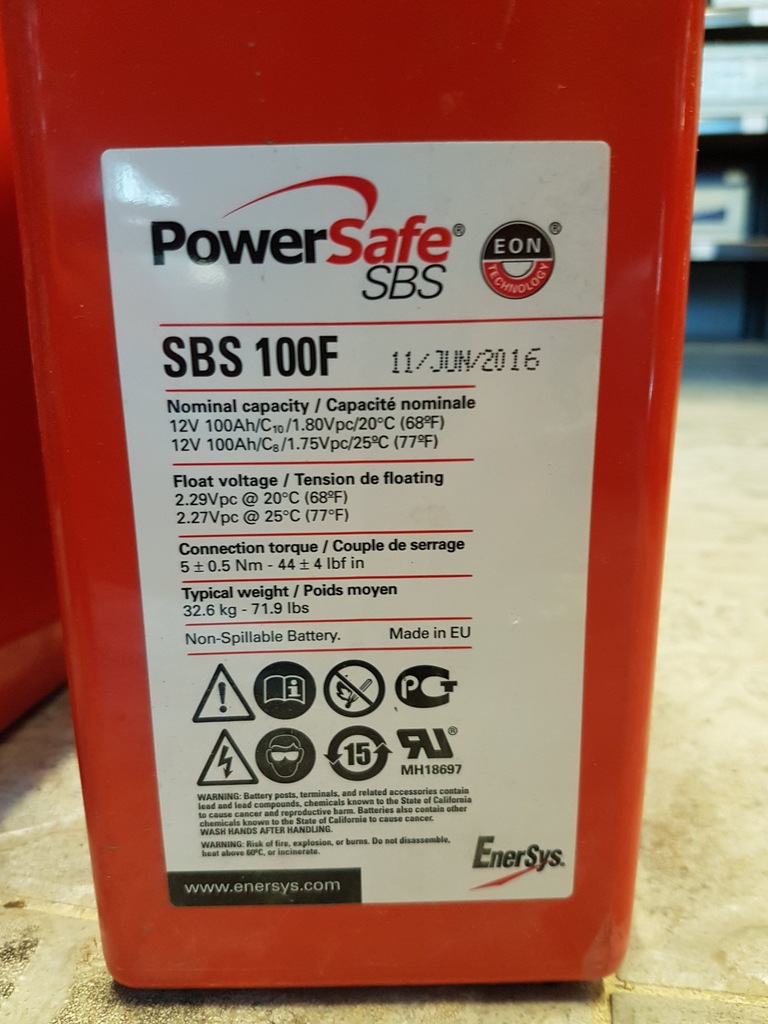 PowerSafe®
SBS
EON ®
TECHNOLOGY
SBS 100F 11/JUN/2016
Nominal capacity / Capacité nominale
12V 100Ah/C₁₀/1.80Vpc/20°C (68ºF)
12V 100Ah/C₈/1.75Vpc/25ºC (77ºF)
Float voltage / Tension de floating
2.29Vpc @ 20°C (68ºF)
2.27Vpc @ 25°C (77°F)
Connection torque / Couple de serrage
5 ± 0.5 Nm - 44 ± 4 lbf in
Typical weight / Poids moyen
32.6 kg - 71.9 lbs
Non-Spillable Battery. Made in EU
15
MH18697
WARNING: Battery posts, terminals, and related accessories contain
lead and lead compounds, chemicals known to the State of California
to cause cancer and reproductive harm. Batteries also contain other
chemicals known to the State of California to cause cancer.
WASH HANDS AFTER HANDLING.
WARNING: Risk of fire, explosion, or burns. Do not disassemble,
heat above 60ºC, or incinerate.
EnerSys.
www.enersys.com